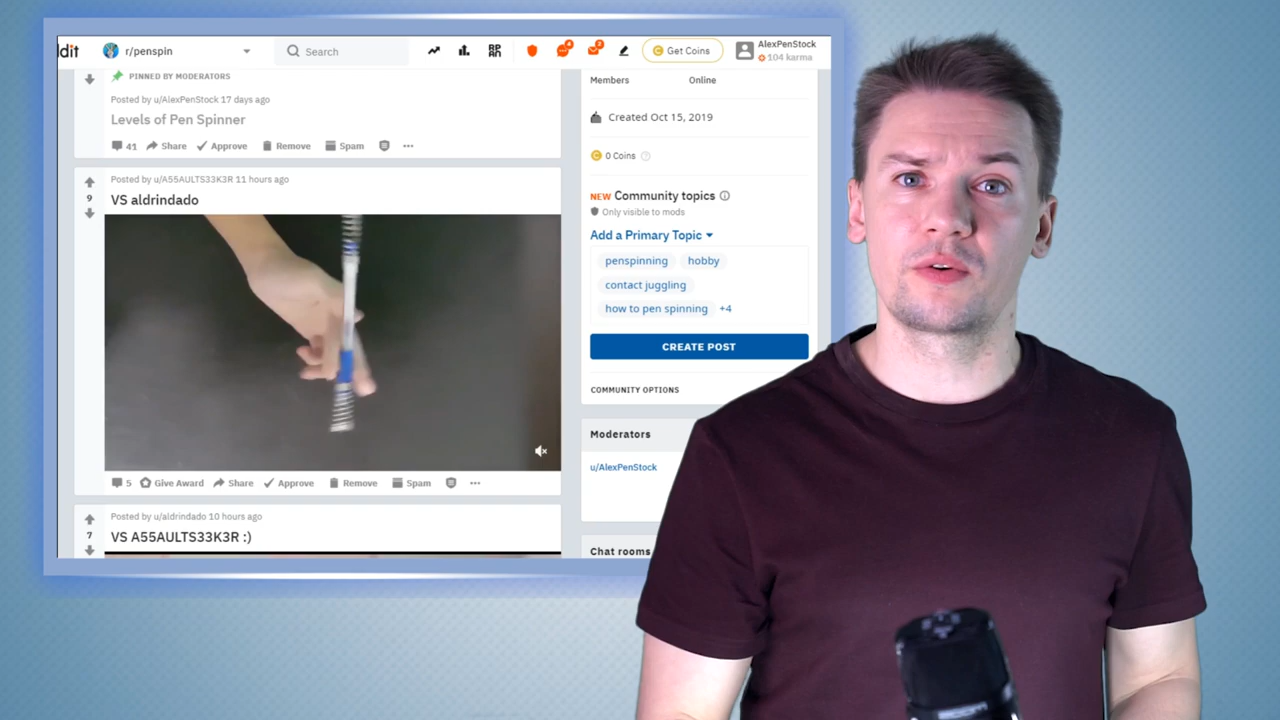 dit r/penspin Search Get Coins AlexPenStock
104 karma
PINNED BY MODERATORS
Posted by u/AlexPenStock 17 days ago
Levels of Pen Spinner
41 Share Approve Remove Spam
Posted by u/A55AULTS33K3R 11 hours ago
9
VS aldrindado
5 Give Award Share Approve Remove Spam
Posted by u/aldrindado 10 hours ago
7
VS A55AULTS33K3R :)
Members Online
Created Oct 15, 2019
0 Coins
NEW Community topics
Only visible to mods
Add a Primary Topic
penspinning hobby
contact juggling
how to pen spinning +4
CREATE POST
COMMUNITY OPTIONS
Moderators
u/AlexPenStock
Chat rooms